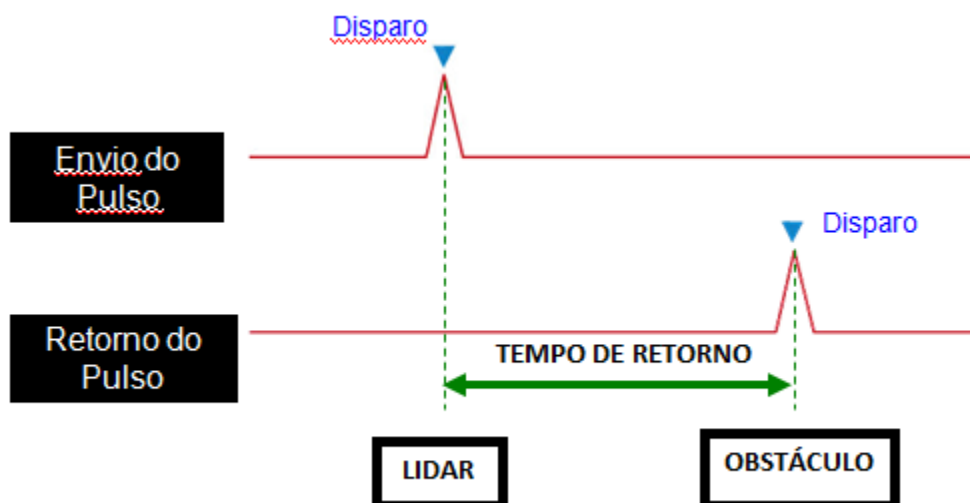 Disparo
Envio do
Pulso
Disparo
Retorno do
Pulso
TEMPO DE RETORNO
LIDAR
OBSTÁCULO